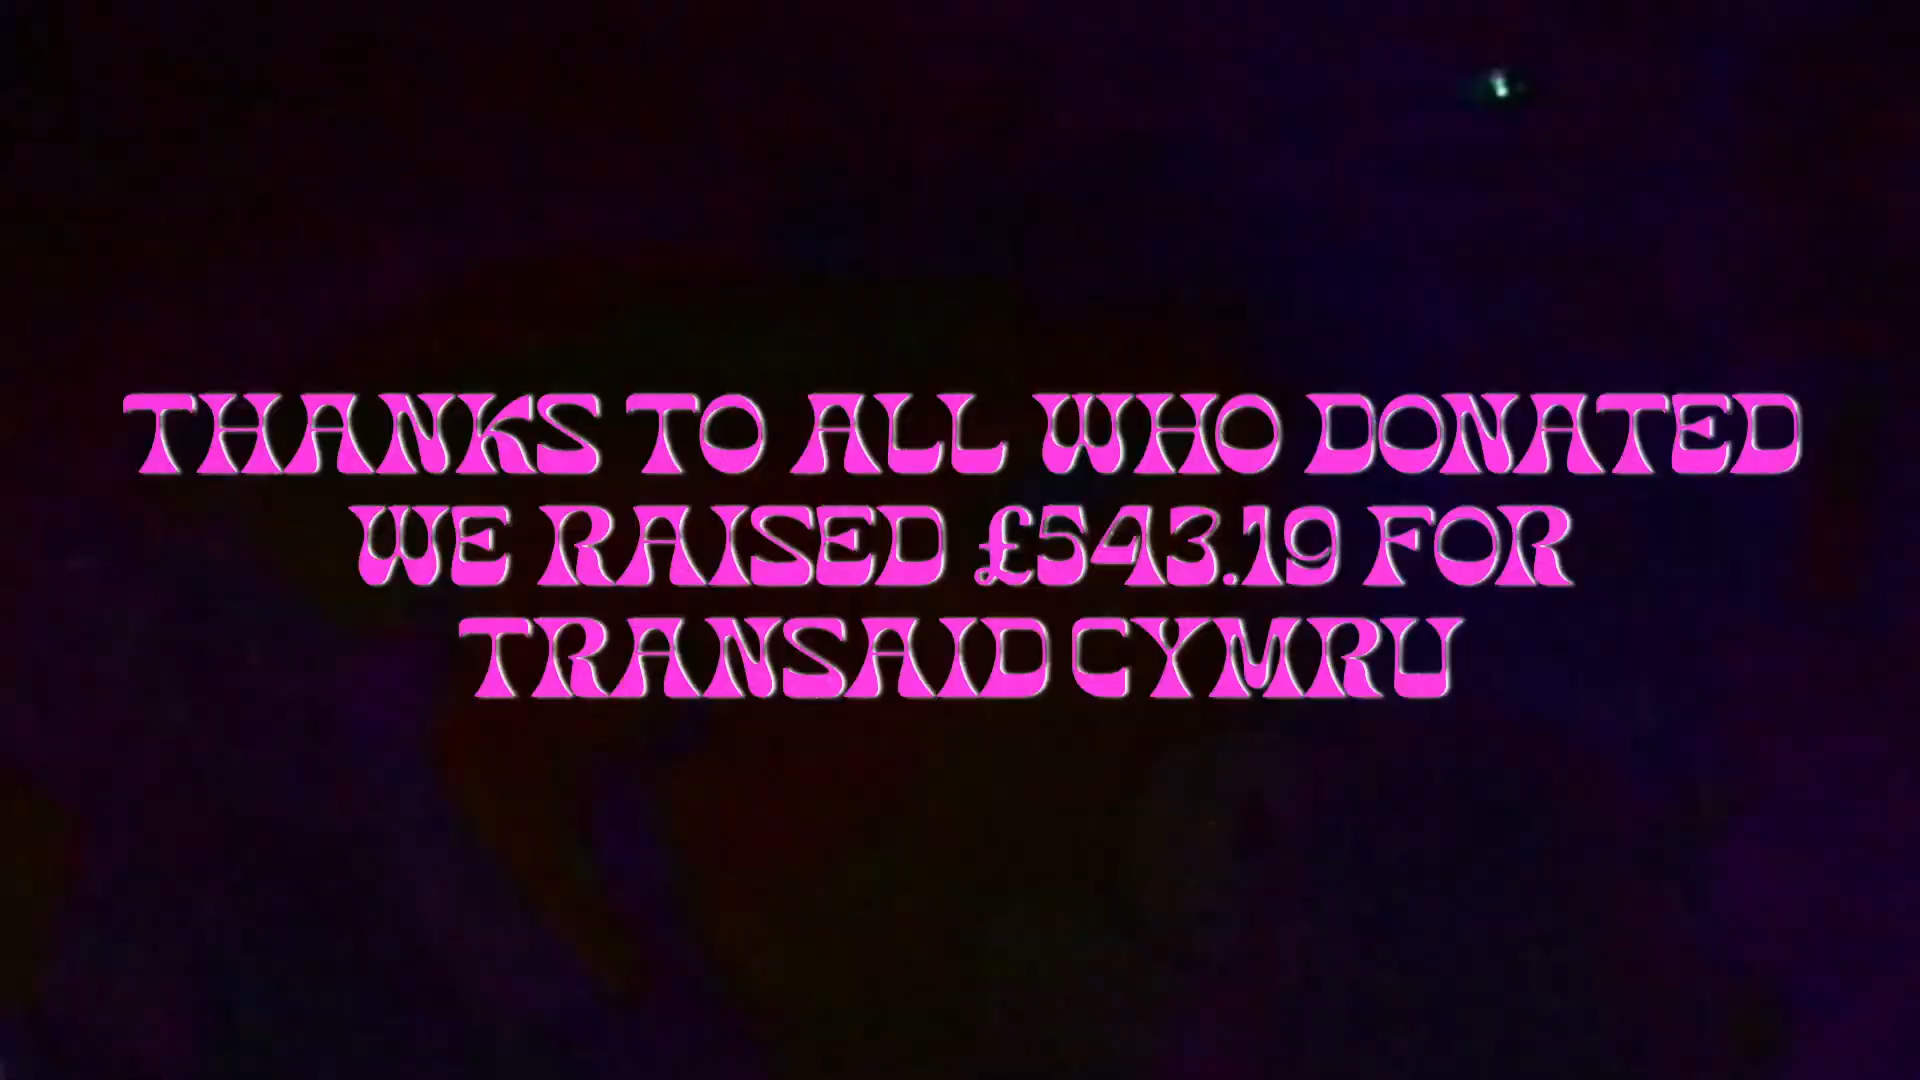 THANKS TO ALL WHO DONATED
WE RAISED £543.19 FOR
TRANSAID CYMRU